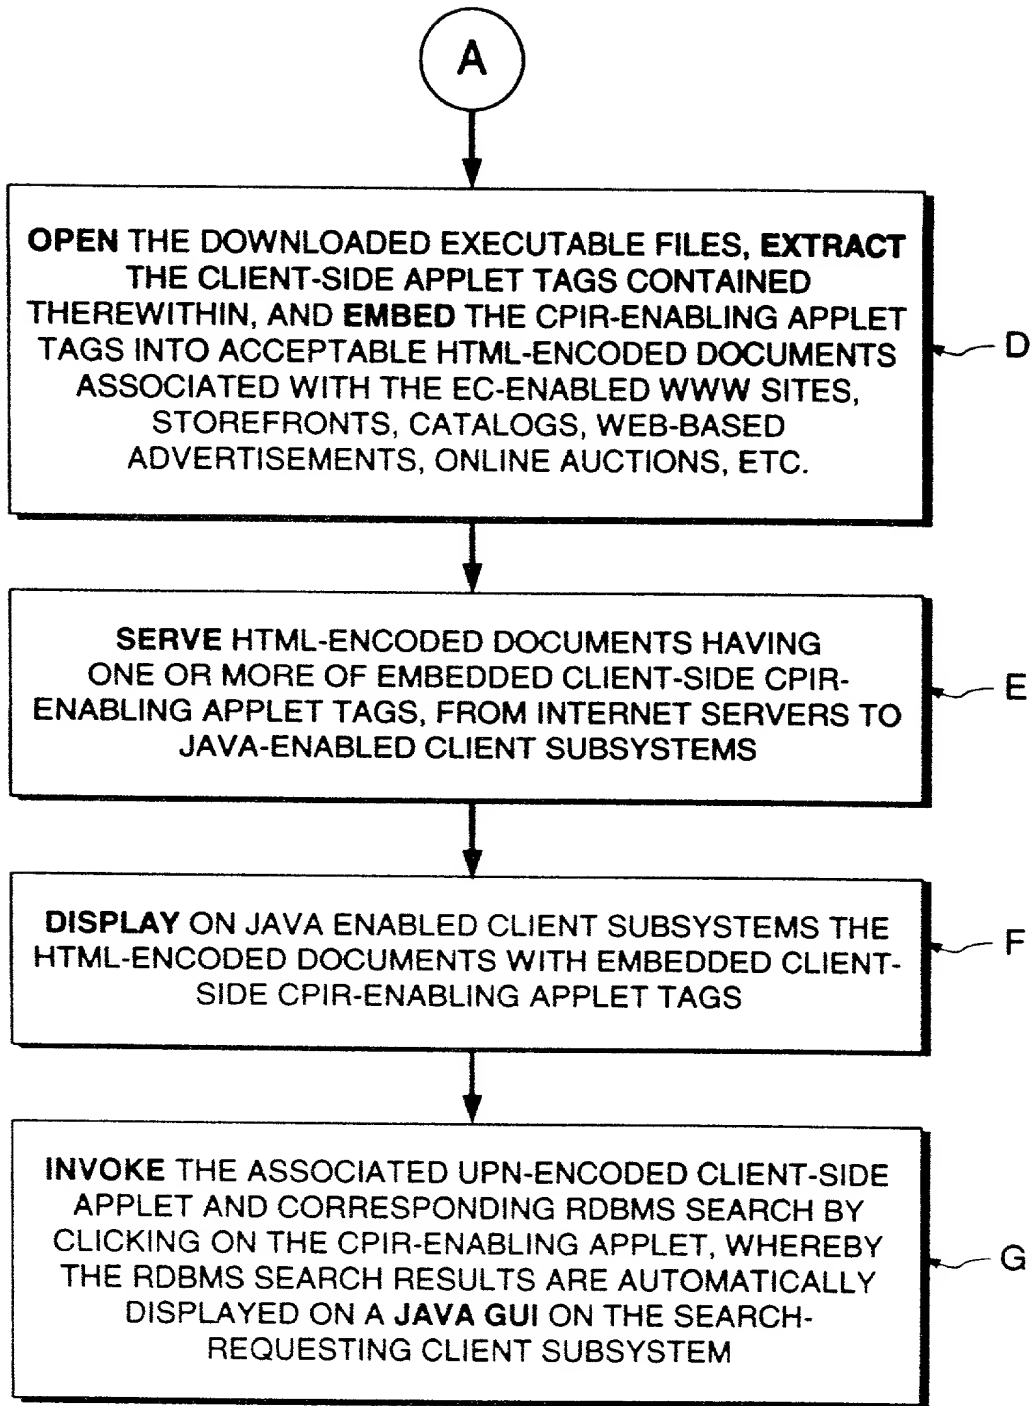 A
OPEN THE DOWNLOADED EXECUTABLE FILES, EXTRACT
THE CLIENT-SIDE APPLET TAGS CONTAINED
THEREWITHIN, AND EMBED THE CPIR-ENABLING APPLET
TAGS INTO ACCEPTABLE HTML-ENCODED DOCUMENTS
ASSOCIATED WITH THE EC-ENABLED WWW SITES,
STOREFRONTS, CATALOGS, WEB-BASED
ADVERTISEMENTS, ONLINE AUCTIONS, ETC.
D
SERVE HTML-ENCODED DOCUMENTS HAVING
ONE OR MORE OF EMBEDDED CLIENT-SIDE CPIR-
ENABLING APPLET TAGS, FROM INTERNET SERVERS TO
JAVA-ENABLED CLIENT SUBSYSTEMS
E
DISPLAY ON JAVA ENABLED CLIENT SUBSYSTEMS THE
HTML-ENCODED DOCUMENTS WITH EMBEDDED CLIENT-
SIDE CPIR-ENABLING APPLET TAGS
F
INVOKE THE ASSOCIATED UPN-ENCODED CLIENT-SIDE
APPLET AND CORRESPONDING RDBMS SEARCH BY
CLICKING ON THE CPIR-ENABLING APPLET, WHEREBY
THE RDBMS SEARCH RESULTS ARE AUTOMATICALLY
DISPLAYED ON A JAVA GUI ON THE SEARCH-
REQUESTING CLIENT SUBSYSTEM
G